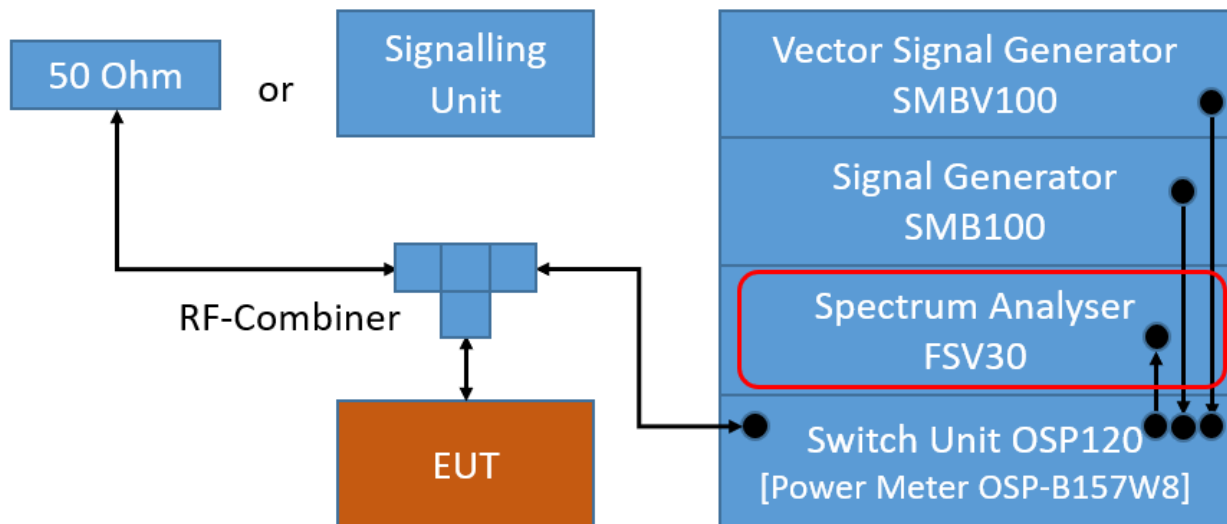 50 Ohm
or
Signalling
Unit
Vector Signal Generator
SMBV100
Signal Generator
SMB100
Spectrum Analyser
FSV30
Switch Unit OSP120
[Power Meter OSP-B157W8]
RF-Combiner
EUT